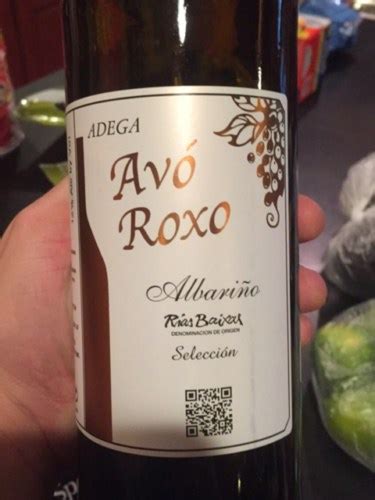 ADEGA
Avó
Roxo
Albariño
Rías Baixas
DENOMINACIÓN DE ORIGEN
Selección